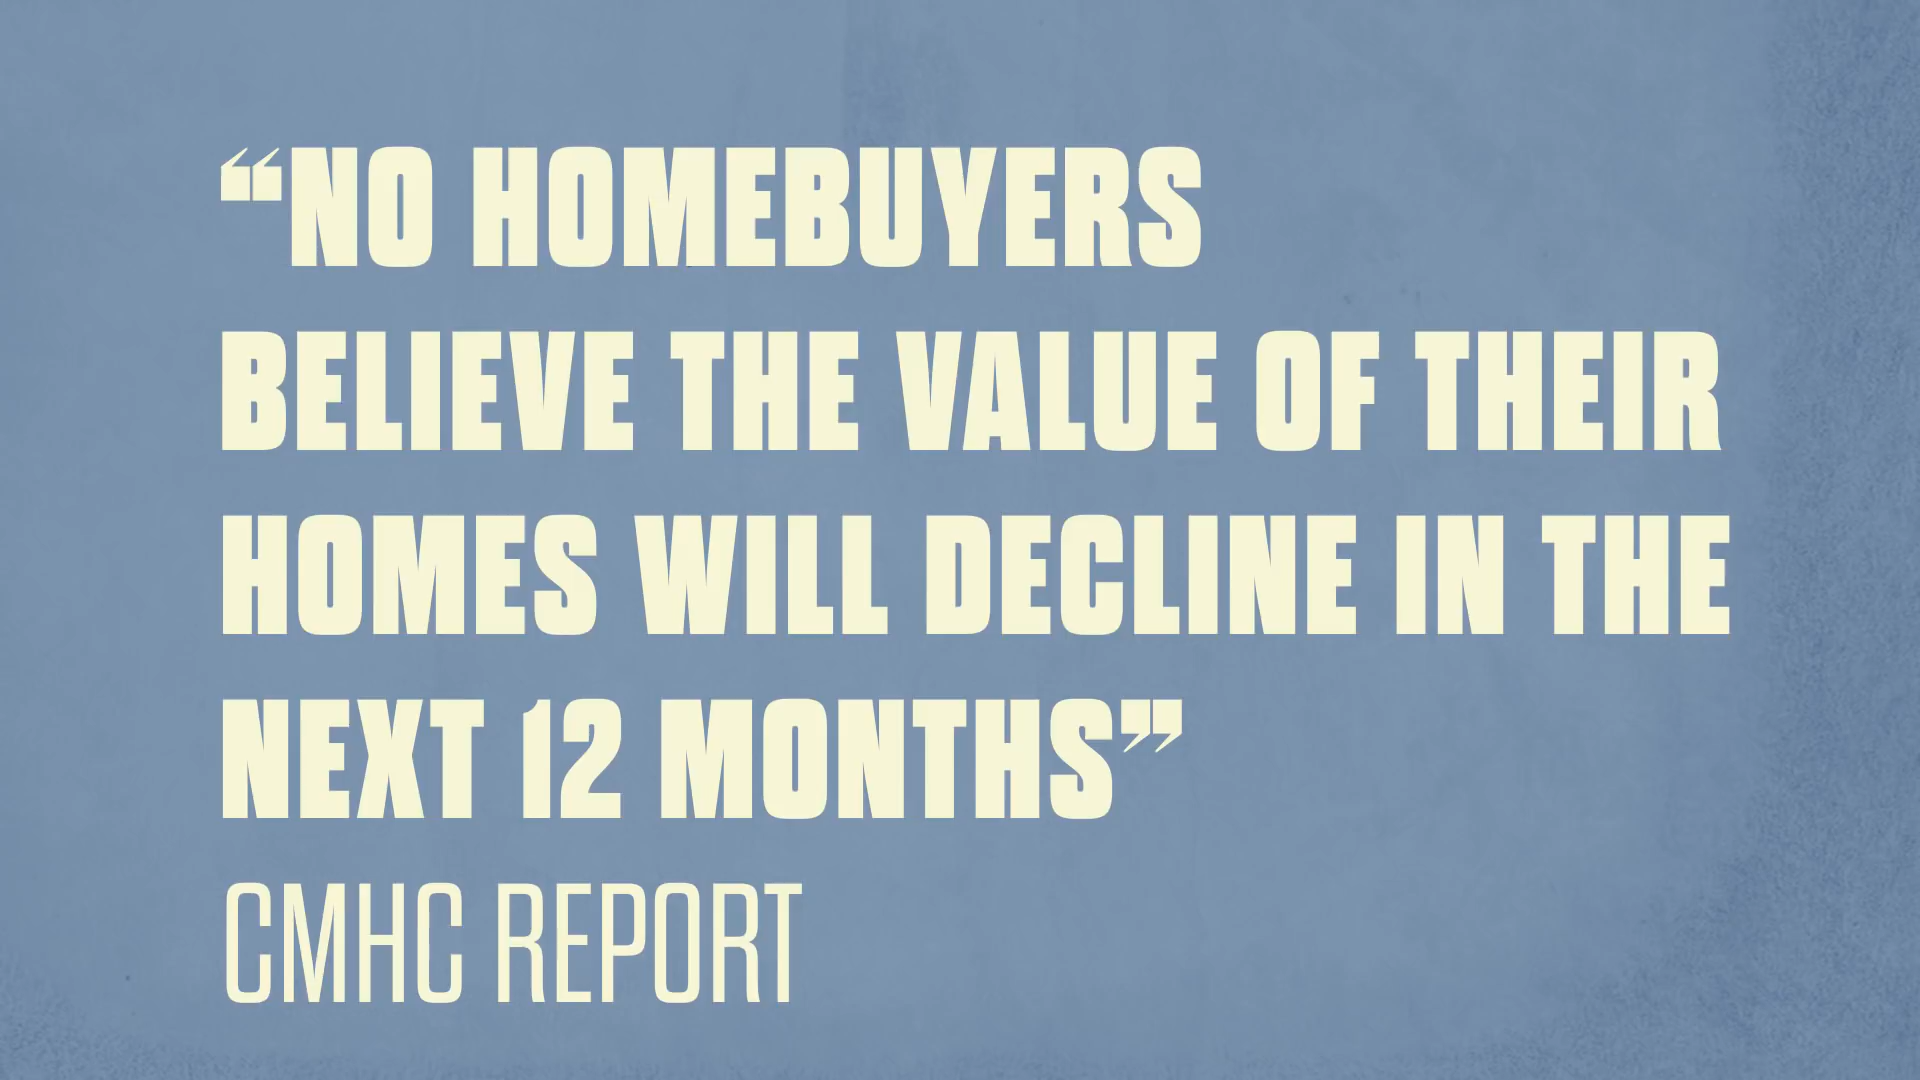 “NO HOMEBUYERS
BELIEVE THE VALUE OF THEIR
HOMES WILL DECLINE IN THE
NEXT 12 MONTHS”
CMHC REPORT